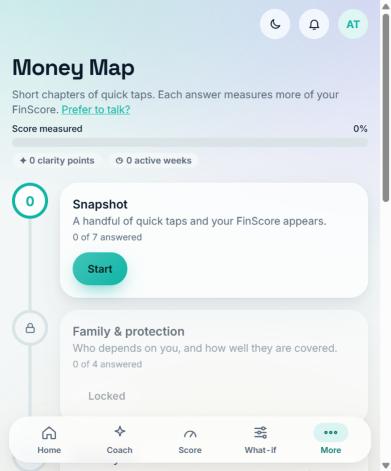 AT
Money Map
Short chapters of quick taps. Each answer measures more of your
FinScore. Prefer to talk?
Score measured 0%
0 clarity points 0 active weeks
0
Snapshot
A handful of quick taps and your FinScore appears.
0 of 7 answered
Start
Family & protection
Who depends on you, and how well they are covered.
0 of 4 answered
Locked
Home Coach Score What-if More